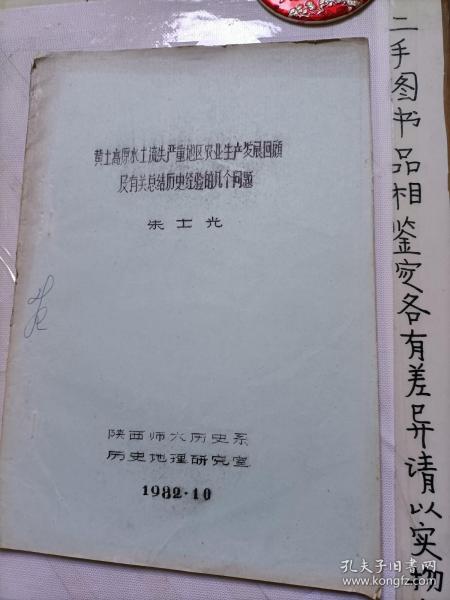 黄土高原水土流失严重地区农业生产发展回顾
及有关总结历史经验的几个问题
朱士光
陕西师大历史系
历史地理研究室
1982·10
二手图书品相鉴定各有差异请以实物
孔夫子旧书网
www.kongfz.com